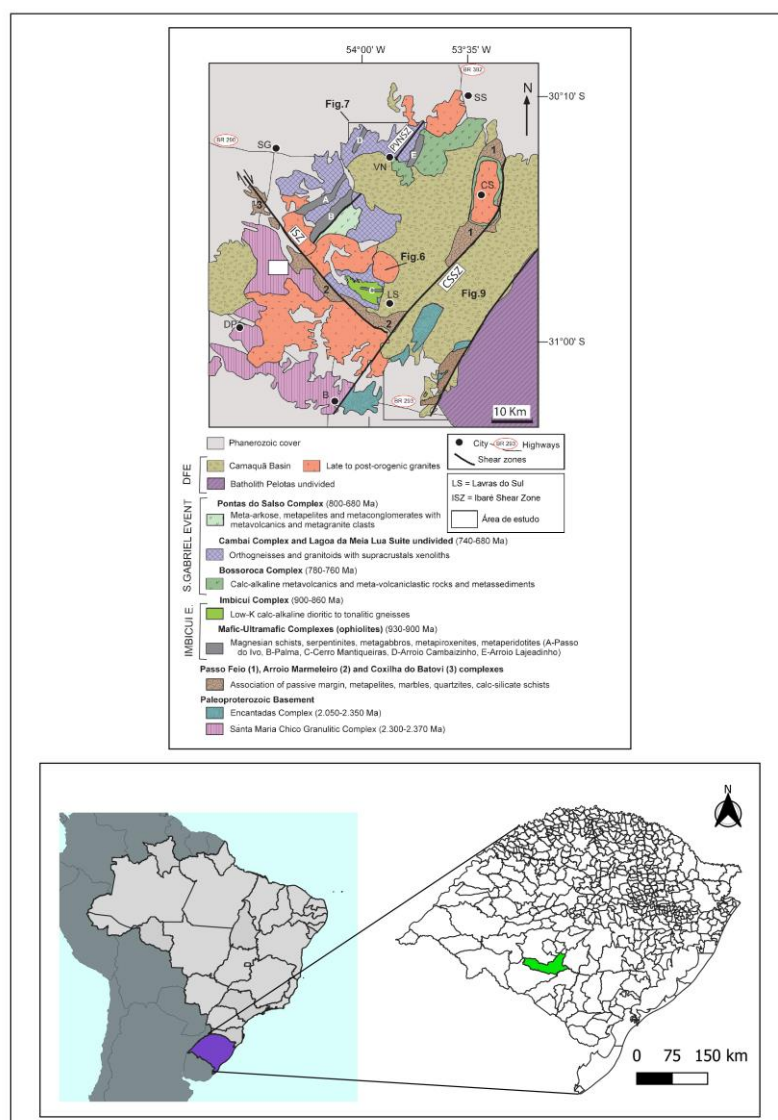 54°00' W
53°35' W
BR 392
SS
30°10' S
N
Fig.7
PVNSZ
D
E
BR 290
SG
VN
1
A
CS
3
B
ISZ
1
Fig.6
CSSZ
2
Fig.9
LS
2
DP
31°00' S
B
BR 293
10 Km
Phanerozoic cover
City
BR 293
Highways
Shear zones
DFE
Camaquã Basin
Late to post-orogenic granites
Batholith Pelotas undivided
LS = Lavras do Sul
ISZ = Ibaré Shear Zone
Área de estudo
S.GABRIEL EVENT
Pontas do Salso Complex (800-680 Ma)
Meta-arkose, metapelites and metaconglomerates with
metavolcanics and metagranite clasts
Cambaí Complex and Lagoa da Meia Lua Suite undivided (740-680 Ma)
Orthogneisses and granitoids with supracrustals xenoliths
Bossoroca Complex (780-760 Ma)
Calc-alkaline metavolcanics and meta-volcaniclastic rocks and metassediments
IMBICUI E.
Imbicui Complex (900-860 Ma)
Low-K calc-alkaline dioritic to tonalitic gneisses
Mafic-Ultramafic Complexes (ophiolites) (930-900 Ma)
Magnesian schists, serpentinites, metagabbros, metapiroxenites, metaperidotites (A-Passo
do Ivo, B-Palma, C-Cerro Mantiqueiras, D-Arroio Cambaizinho, E-Arroio Lajeadinho)
Passo Feio (1), Arroio Marmeleiro (2) and Coxilha do Batovi (3) complexes
Association of passive margin, metapelites, marbles, quartzites, calc-silicate schists
Paleoproterozoic Basement
Encantadas Complex (2.050-2.350 Ma)
Santa Maria Chico Granulitic Complex (2.300-2.370 Ma)
N
0 75 150 km